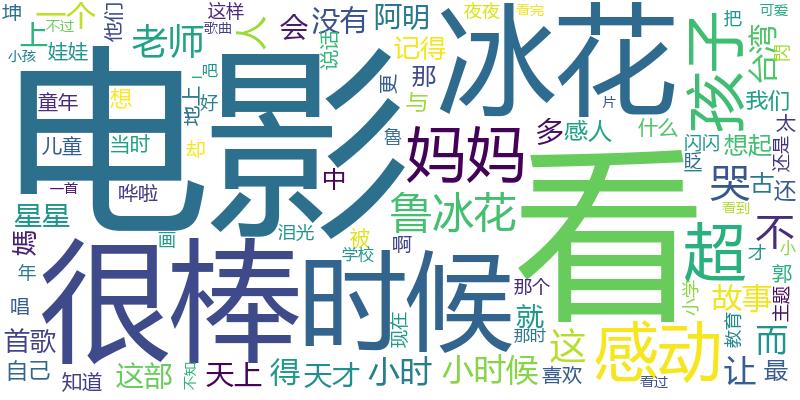 坤
不过
他们
这样
歌曲
人
会
没有
阿明
夜夜
看完
冰花
孩子
把
可爱
台湾
闪
小孩
上
娃娃
老师
吧
好
电影
说话
记得
更
那
与
我们
太
童年
想
地上
儿童
当时
却
魯
妈妈
多
感人
什么
闪闪
眨
想起
还是
一首
哗啦
中
片
看
哭
古
还
星星
泪光
鲁冰花
超
不
看到
媽
画
被
啊
才
小
很棒
时候
学校
年
那个
郭
唱
现在
就
那时
小学
故事
主题
首歌
这
感动
教育
而
自己
知道
这部
不知
天上
得
天才
小时
小时候
喜欢
看过
让
最